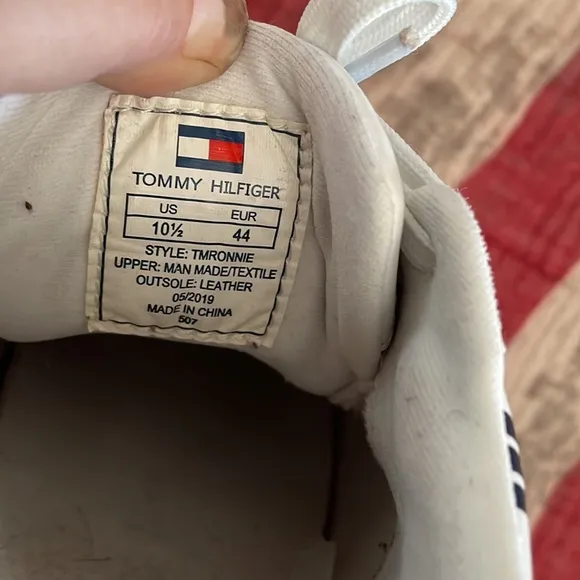 TOMMY HILFIGER
US EUR
10½ 44
STYLE: TMRONNIE
UPPER: MAN MADE/TEXTILE
OUTSOLE: LEATHER
05/2019
MADE IN CHINA
507